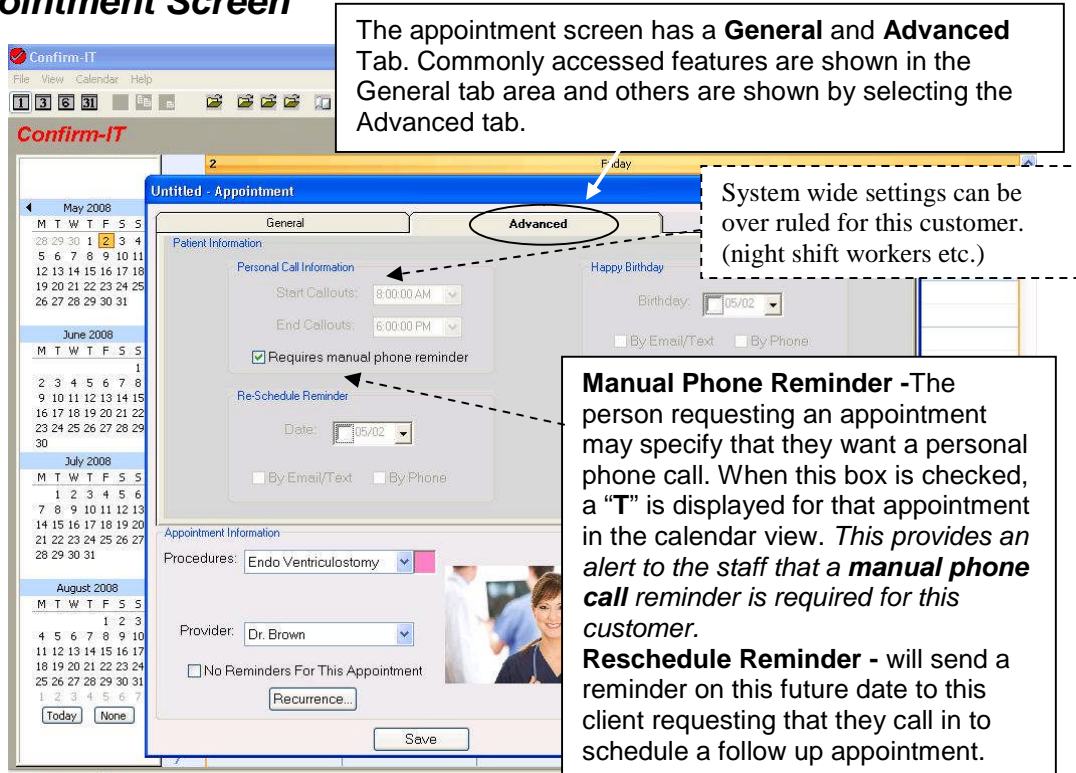 ointment Screen
The appointment screen has a General and Advanced
Tab. Commonly accessed features are shown in the
General tab area and others are shown by selecting the
Advanced tab.
Confirm-IT
File View Calendar Help
1 3 6 31
Confirm-IT
2 Friday
System wide settings can be
over ruled for this customer.
(night shift workers etc.)
Untitled - Appointment
General Advanced
Patient Information
Personal Call Information
Start Callouts: 8:00:00 AM
End Callouts: 6:00:00 PM
Requires manual phone reminder
Happy Birthday
Birthday: 05/02
By Email/Text By Phone
Re-Schedule Reminder
Date: 05/02
By Email/Text By Phone
Manual Phone Reminder -The
person requesting an appointment
may specify that they want a personal
phone call. When this box is checked,
a “T” is displayed for that appointment
in the calendar view. This provides an
alert to the staff that a manual phone
call reminder is required for this
customer.
Reschedule Reminder - will send a
reminder on this future date to this
client requesting that they call in to
schedule a follow up appointment.
Appointment Information
Procedures: Endo Ventriculostomy
Provider: Dr. Brown
No Reminders For This Appointment
Recurrence...
Save
May 2008
M T W T F S S
28 29 30 1 2 3 4
5 6 7 8 9 10 11
12 13 14 15 16 17 18
19 20 21 22 23 24 25
26 27 28 29 30 31
June 2008
M T W T F S S
1
2 3 4 5 6 7 8
9 10 11 12 13 14 15
16 17 18 19 20 21 22
23 24 25 26 27 28 29
30
July 2008
M T W T F S S
1 2 3 4 5 6
7 8 9 10 11 12 13
14 15 16 17 18 19 20
21 22 23 24 25 26 27
28 29 30 31
August 2008
M T W T F S S
1 2 3
4 5 6 7 8 9 10
11 12 13 14 15 16 17
18 19 20 21 22 23 24
25 26 27 28 29 30 31
1 2 3 4 5 6 7
Today None
7